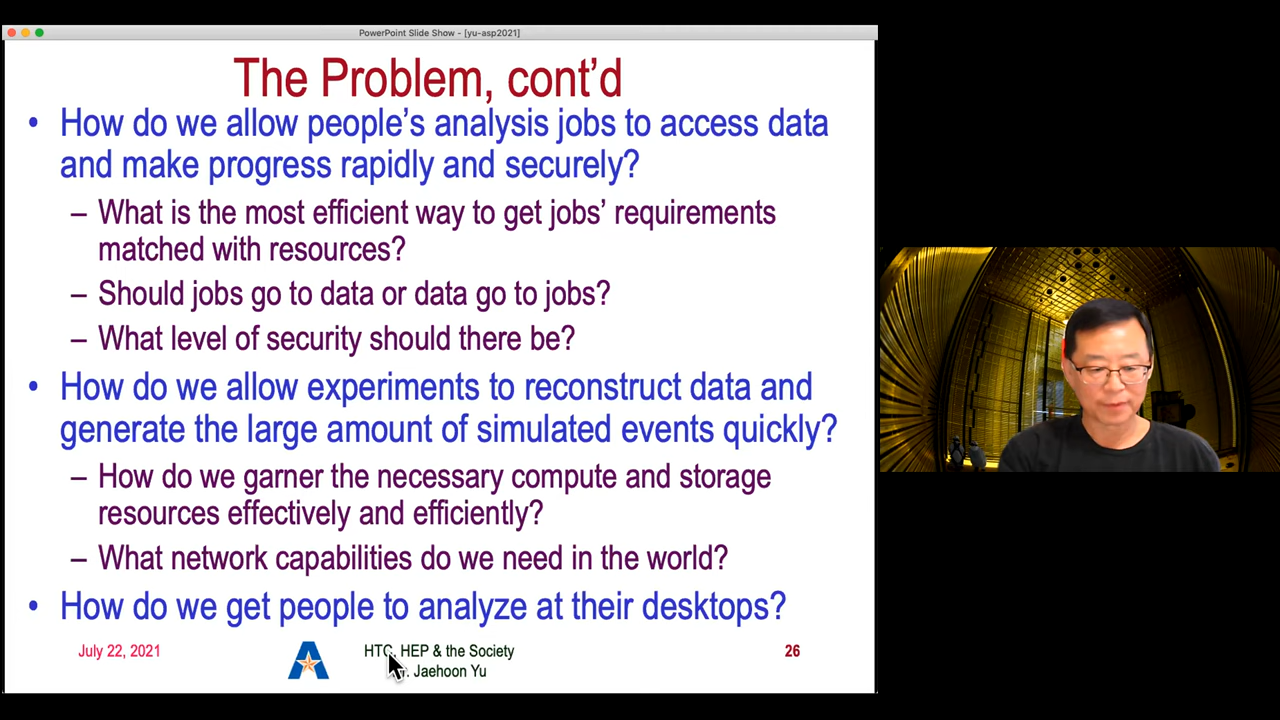 PowerPoint Slide Show - [yu-asp2021]
The Problem, cont'd
• How do we allow people's analysis jobs to access data
and make progress rapidly and securely?
– What is the most efficient way to get jobs' requirements
matched with resources?
– Should jobs go to data or data go to jobs?
– What level of security should there be?
• How do we allow experiments to reconstruct data and
generate the large amount of simulated events quickly?
– How do we garner the necessary compute and storage
resources effectively and efficiently?
– What network capabilities do we need in the world?
• How do we get people to analyze at their desktops?
July 22, 2021
HTC, HEP & the Society
Jaehoon Yu
26